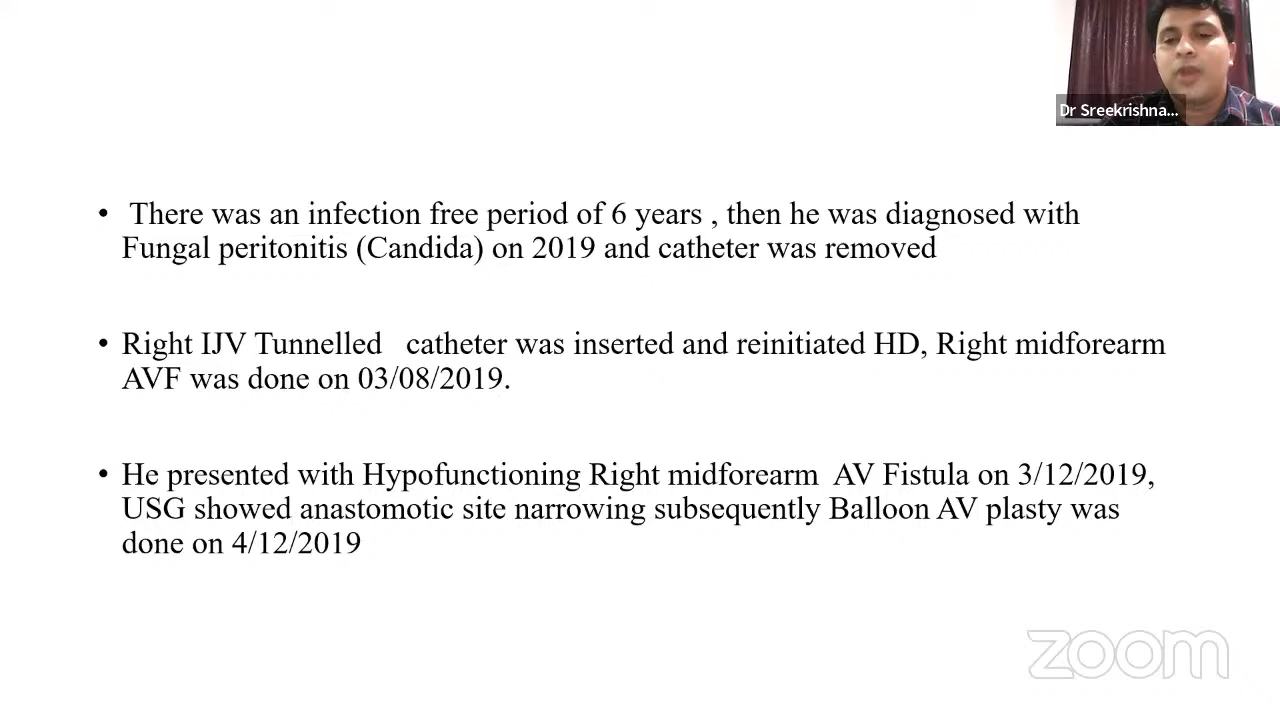 Dr Sreekrishna...
• There was an infection free period of 6 years , then he was diagnosed with
Fungal peritonitis (Candida) on 2019 and catheter was removed
• Right IJV Tunnelled catheter was inserted and reinitiated HD, Right midforearm
AVF was done on 03/08/2019.
• He presented with Hypofunctioning Right midforearm AV Fistula on 3/12/2019,
USG showed anastomotic site narrowing subsequently Balloon AV plasty was
done on 4/12/2019
zoom